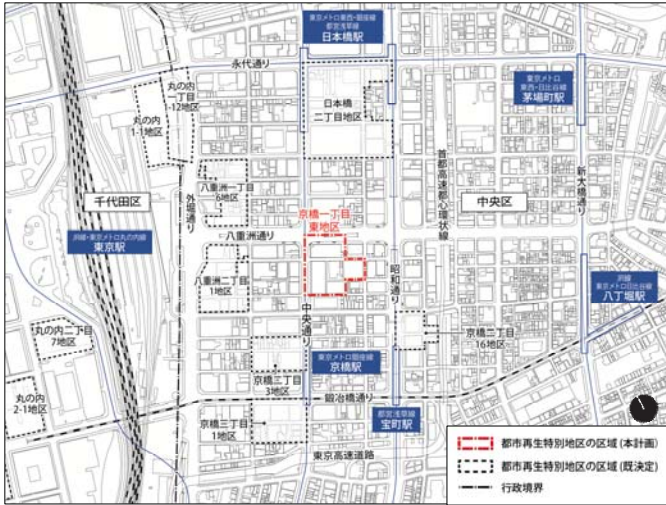 東京メトロ東西・銀座線
都営浅草線
日本橋駅
永代通り
丸の内
一丁目
1-12地区
丸の内
1-1地区
日本橋
二丁目地区
東京メトロ
東西・日比谷線
茅場町駅
首都高速都心環状線
新大橋通り
八重洲一丁目
6地区
千代田区
外堀通り
中央区
京橋一丁目
東地区
八重洲通り
JR線・東京メトロ丸の内線
東京駅
昭和通り
八重洲二丁目
1地区
JR線
東京メトロ日比谷線
八丁堀駅
中央通り
丸の内二丁目
7地区
京橋二丁目
16地区
東京メトロ銀座線
京橋駅
京橋二丁目
3地区
鍛冶橋通り
丸の内
2-1地区
京橋三丁目
1地区
都営浅草線
宝町駅
東京高速道路
都市再生特別地区の区域(本計画)
都市再生特別地区の区域(既決定)
行政境界